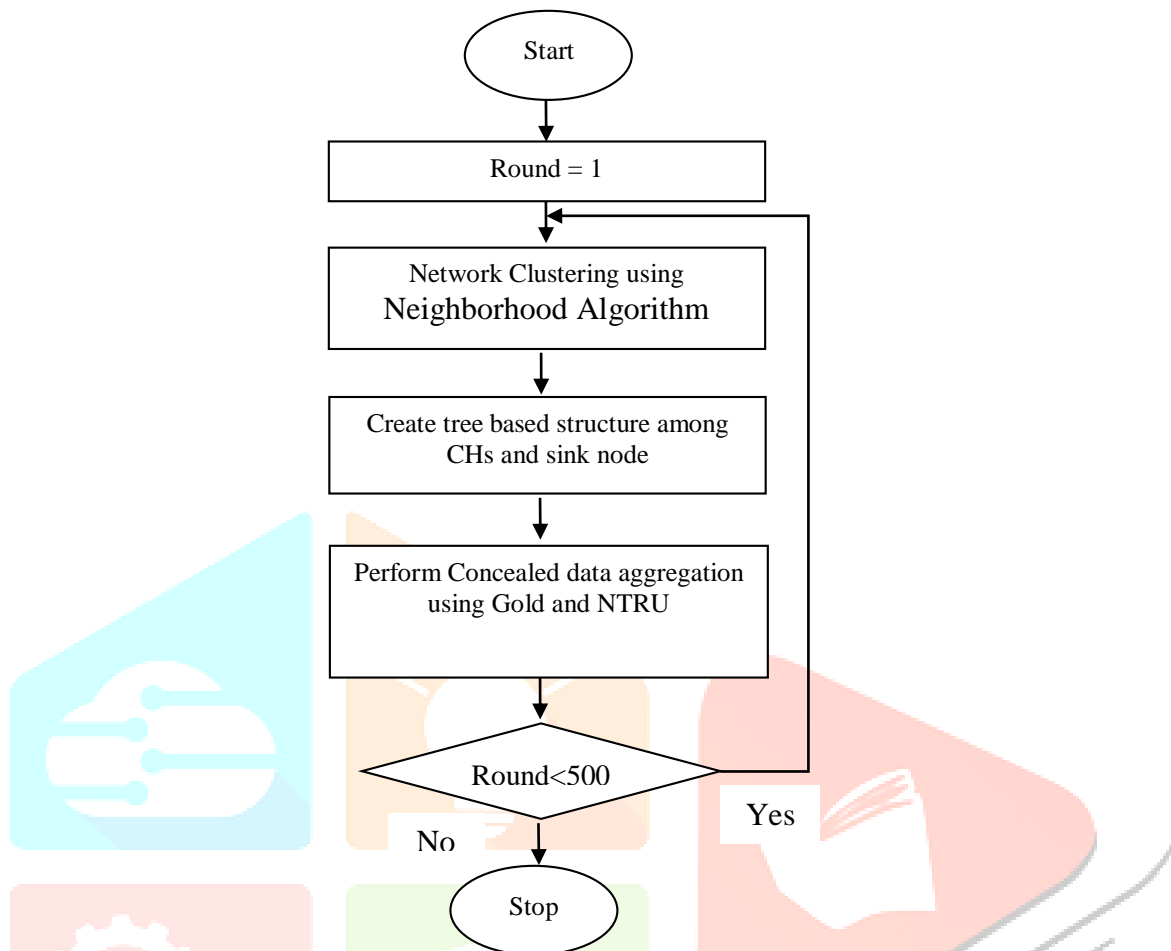 Start
Round = 1
Network Clustering using
Neighborhood Algorithm
Create tree based structure among
CHs and sink node
Perform Concealed data aggregation
using Gold and NTRU
Round<500
Yes
No
Stop